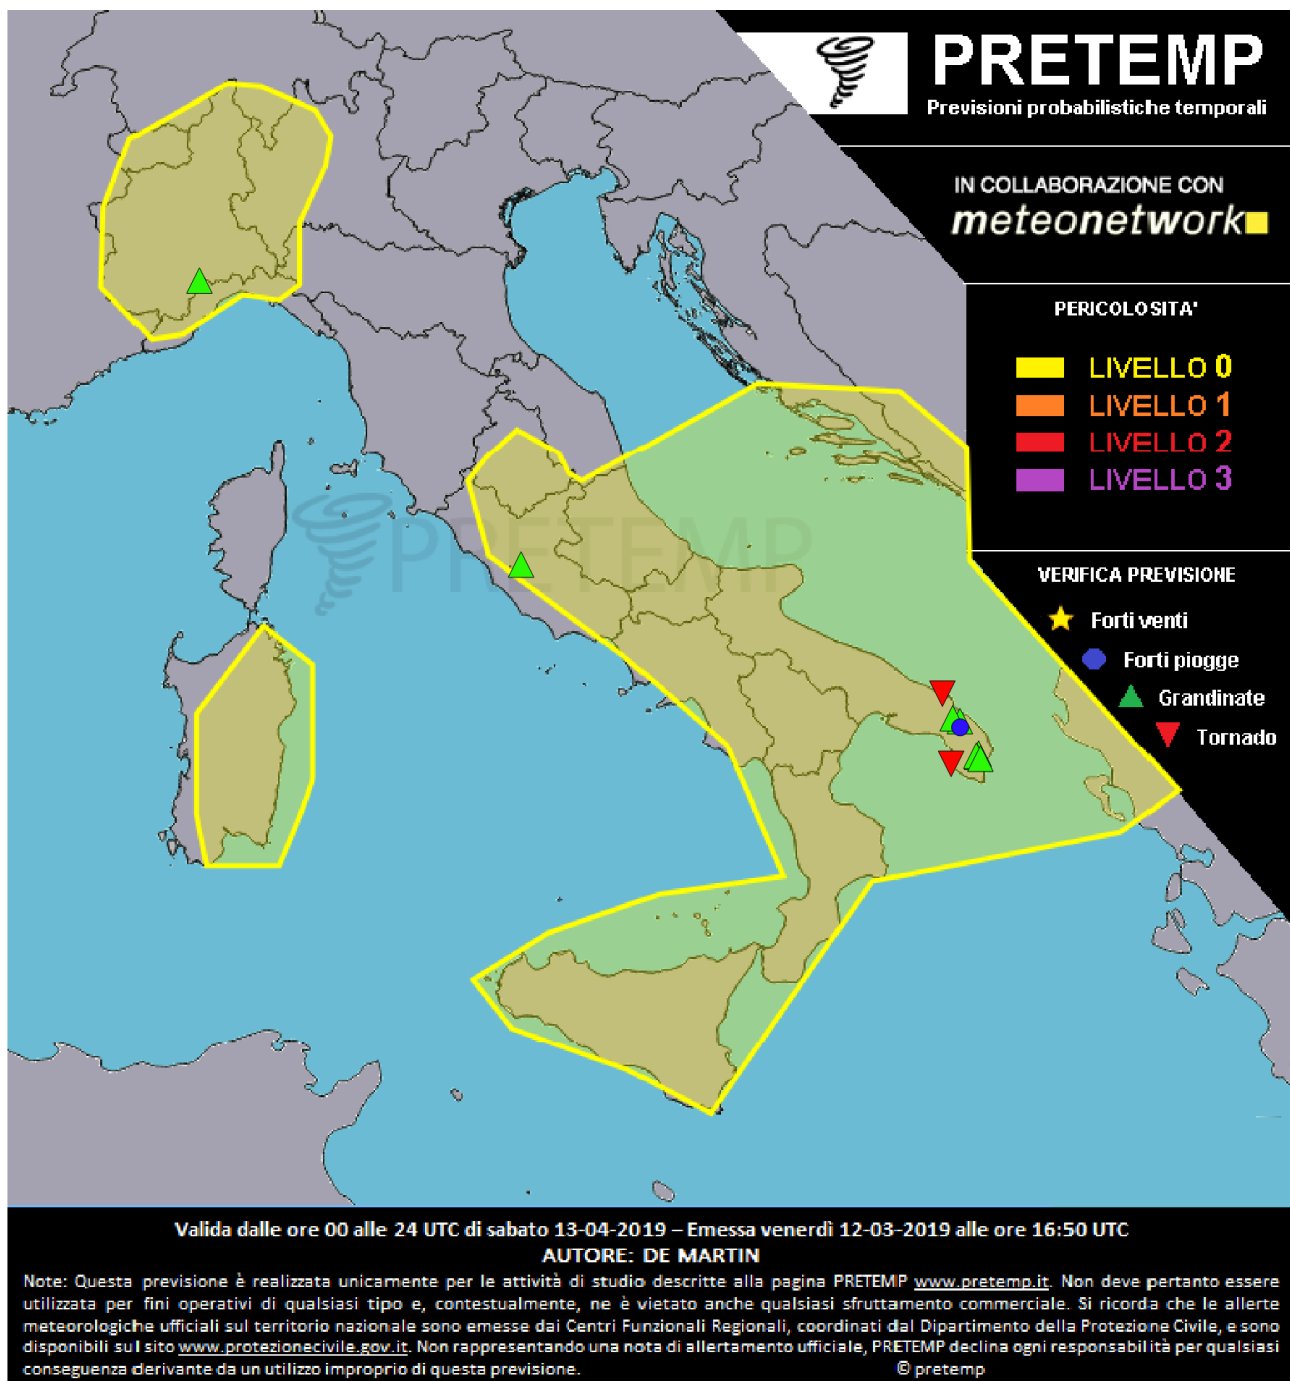 PRETEMP
Previsioni probabilistiche temporali
IN COLLABORAZIONE CON
meteonetwork
PERICOLOSITA'
LIVELLO 0
LIVELLO 1
LIVELLO 2
LIVELLO 3
PRETEMP
VERIFICA PREVISIONE
Forti venti
Forti piogge
Grandinate
Tornado
Valida dalle ore 00 alle 24 UTC di sabato 13-04-2019 – Emessa venerdì 12-03-2019 alle ore 16:50 UTC
AUTORE: DE MARTIN
Note: Questa previsione è realizzata unicamente per le attività di studio descritte alla pagina PRETEMP www.pretemp.it. Non deve pertanto essere
utilizzata per fini operativi di qualsiasi tipo e, contestualmente, ne è vietato anche qualsiasi sfruttamento commerciale. Si ricorda che le allerte
meteorologiche ufficiali sul territorio nazionale sono emesse dai Centri Funzionali Regionali, coordinati dal Dipartimento della Protezione Civile, e sono
disponibili sul sito www.protezionecivile.gov.it. Non rappresentando una nota di allertamento ufficiale, PRETEMP declina ogni responsabilità per qualsiasi
conseguenza derivante da un utilizzo improprio di questa previsione. © pretemp